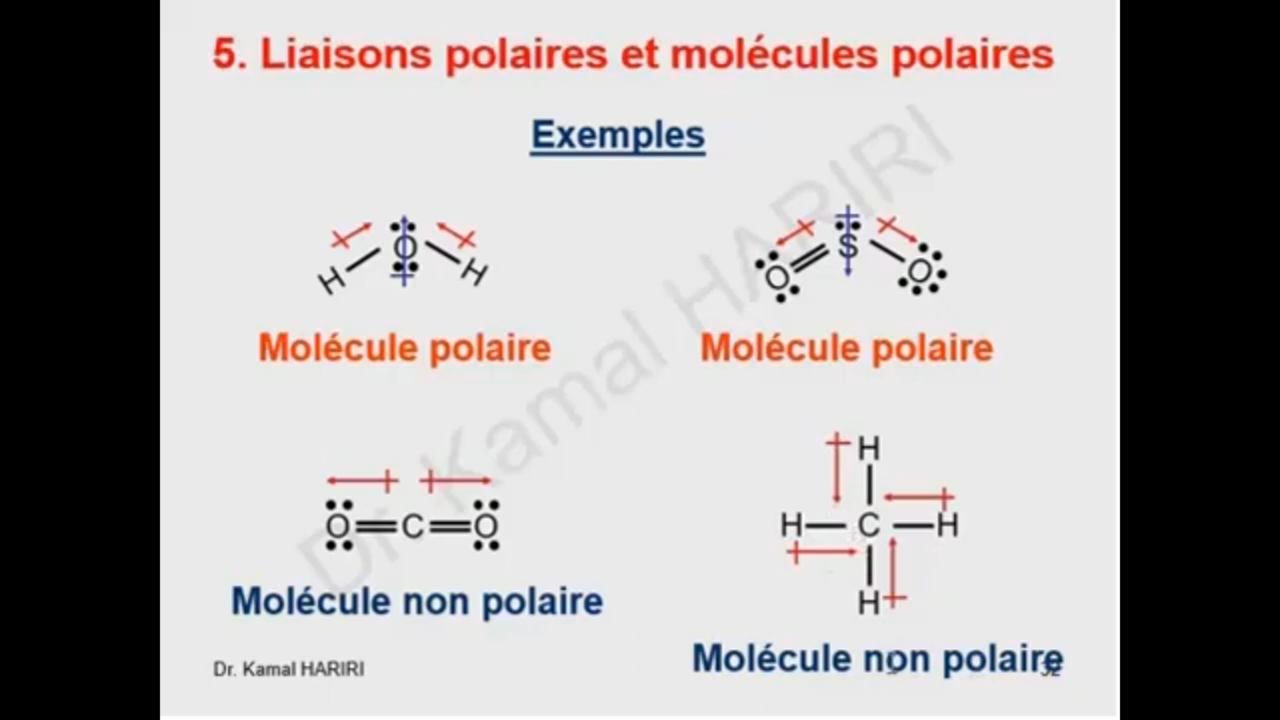 5. Liaisons polaires et molécules polaires
Exemples
H O H
O S O
Molécule polaire
Molécule polaire
O C O
H
H C H
H
Molécule non polaire
Molécule non polaire
Dr. Kamal HARIRI
32
Dr. Kamal HARIRI